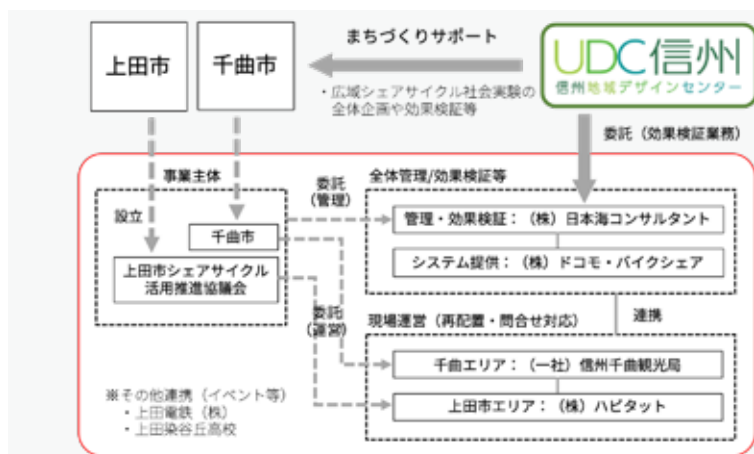 上田市
千曲市
まちづくりサポート
・広域シェアサイクル社会実験の
全体企画や効果検証等
UDC信州
信州地域デザインセンター
委託（効果検証業務）
事業主体
設立
千曲市
上田市シェアサイクル
活用推進協議会
委託
（管理）
委託
（運営）
全体管理/効果検証等
管理・効果検証：（株）日本海コンサルタント
システム提供：（株）ドコモ・バイクシェア
連携
現場運営（再配置・問合せ対応）
千曲エリア：（一社）信州千曲観光局
上田市エリア：（株）ハビタット
※その他連携（イベント等）
・上田電鉄（株）
・上田染谷丘高校